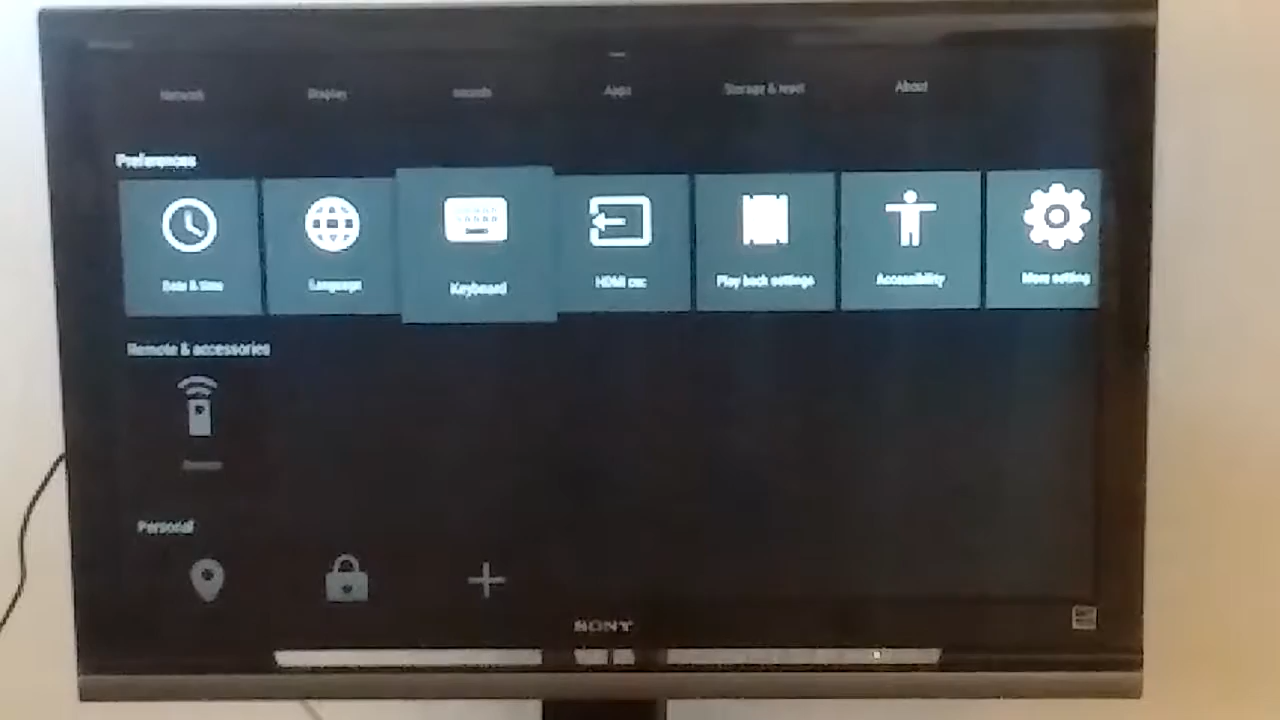 Network
Display
Sounds
Apps
Storage & reset
About
Preferences
Date & time
Language
Keyboard
HDMI CEC
Play back settings
Accessibility
More setting
Remote & accessories
Personal
SONY